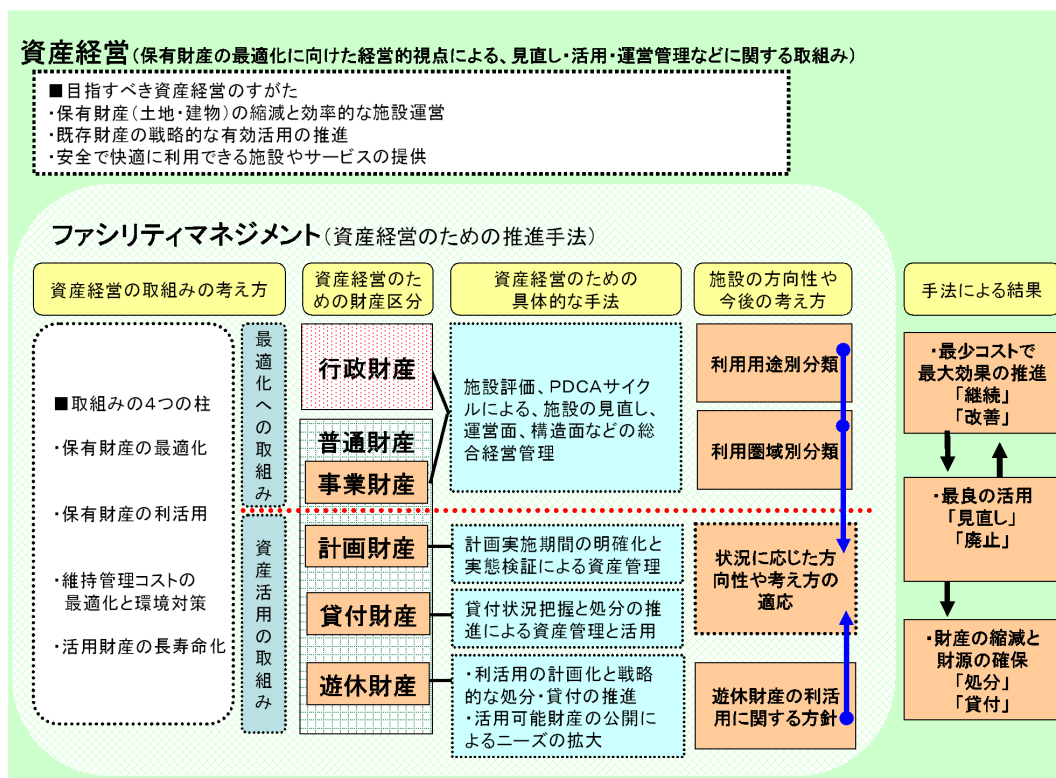 資産経営(保有財産の最適化に向けた経営的視点による、見直し・活用・運営管理などに関する取組み)
■目指すべき資産経営のすがた
・保有財産(土地・建物)の縮減と効率的な施設運営
・既存財産の戦略的な有効活用の推進
・安全で快適に利用できる施設やサービスの提供
ファシリティマネジメント(資産経営のための推進手法)
資産経営の取組みの考え方
資産経営のた
めの財産区分
資産経営のための
具体的な手法
施設の方向性や
今後の考え方
手法による結果
■取組みの4つの柱
・保有財産の最適化
・保有財産の利活用
・維持管理コストの
最適化と環境対策
・活用財産の長寿命化
最適化への取組み
資産活用の取組み
行政財産
普通財産
事業財産
計画財産
貸付財産
遊休財産
施設評価、PDCAサイク
ルによる、施設の見直し、
運営面、構造面などの総
合経営管理
計画実施期間の明確化と
実態検証による資産管理
貸付状況把握と処分の推
進による資産管理と活用
・利活用の計画化と戦略
的な処分・貸付の推進
・活用可能財産の公開に
よるニーズの拡大
利用用途別分類
利用圏域別分類
状況に応じた方
向性や考え方の
適応
遊休財産の利活
用に関する方針
・最少コストで
最大効果の推進
「継続」
「改善」
・最良の活用
「見直し」
「廃止」
・財産の縮減と
財源の確保
「処分」
「貸付」